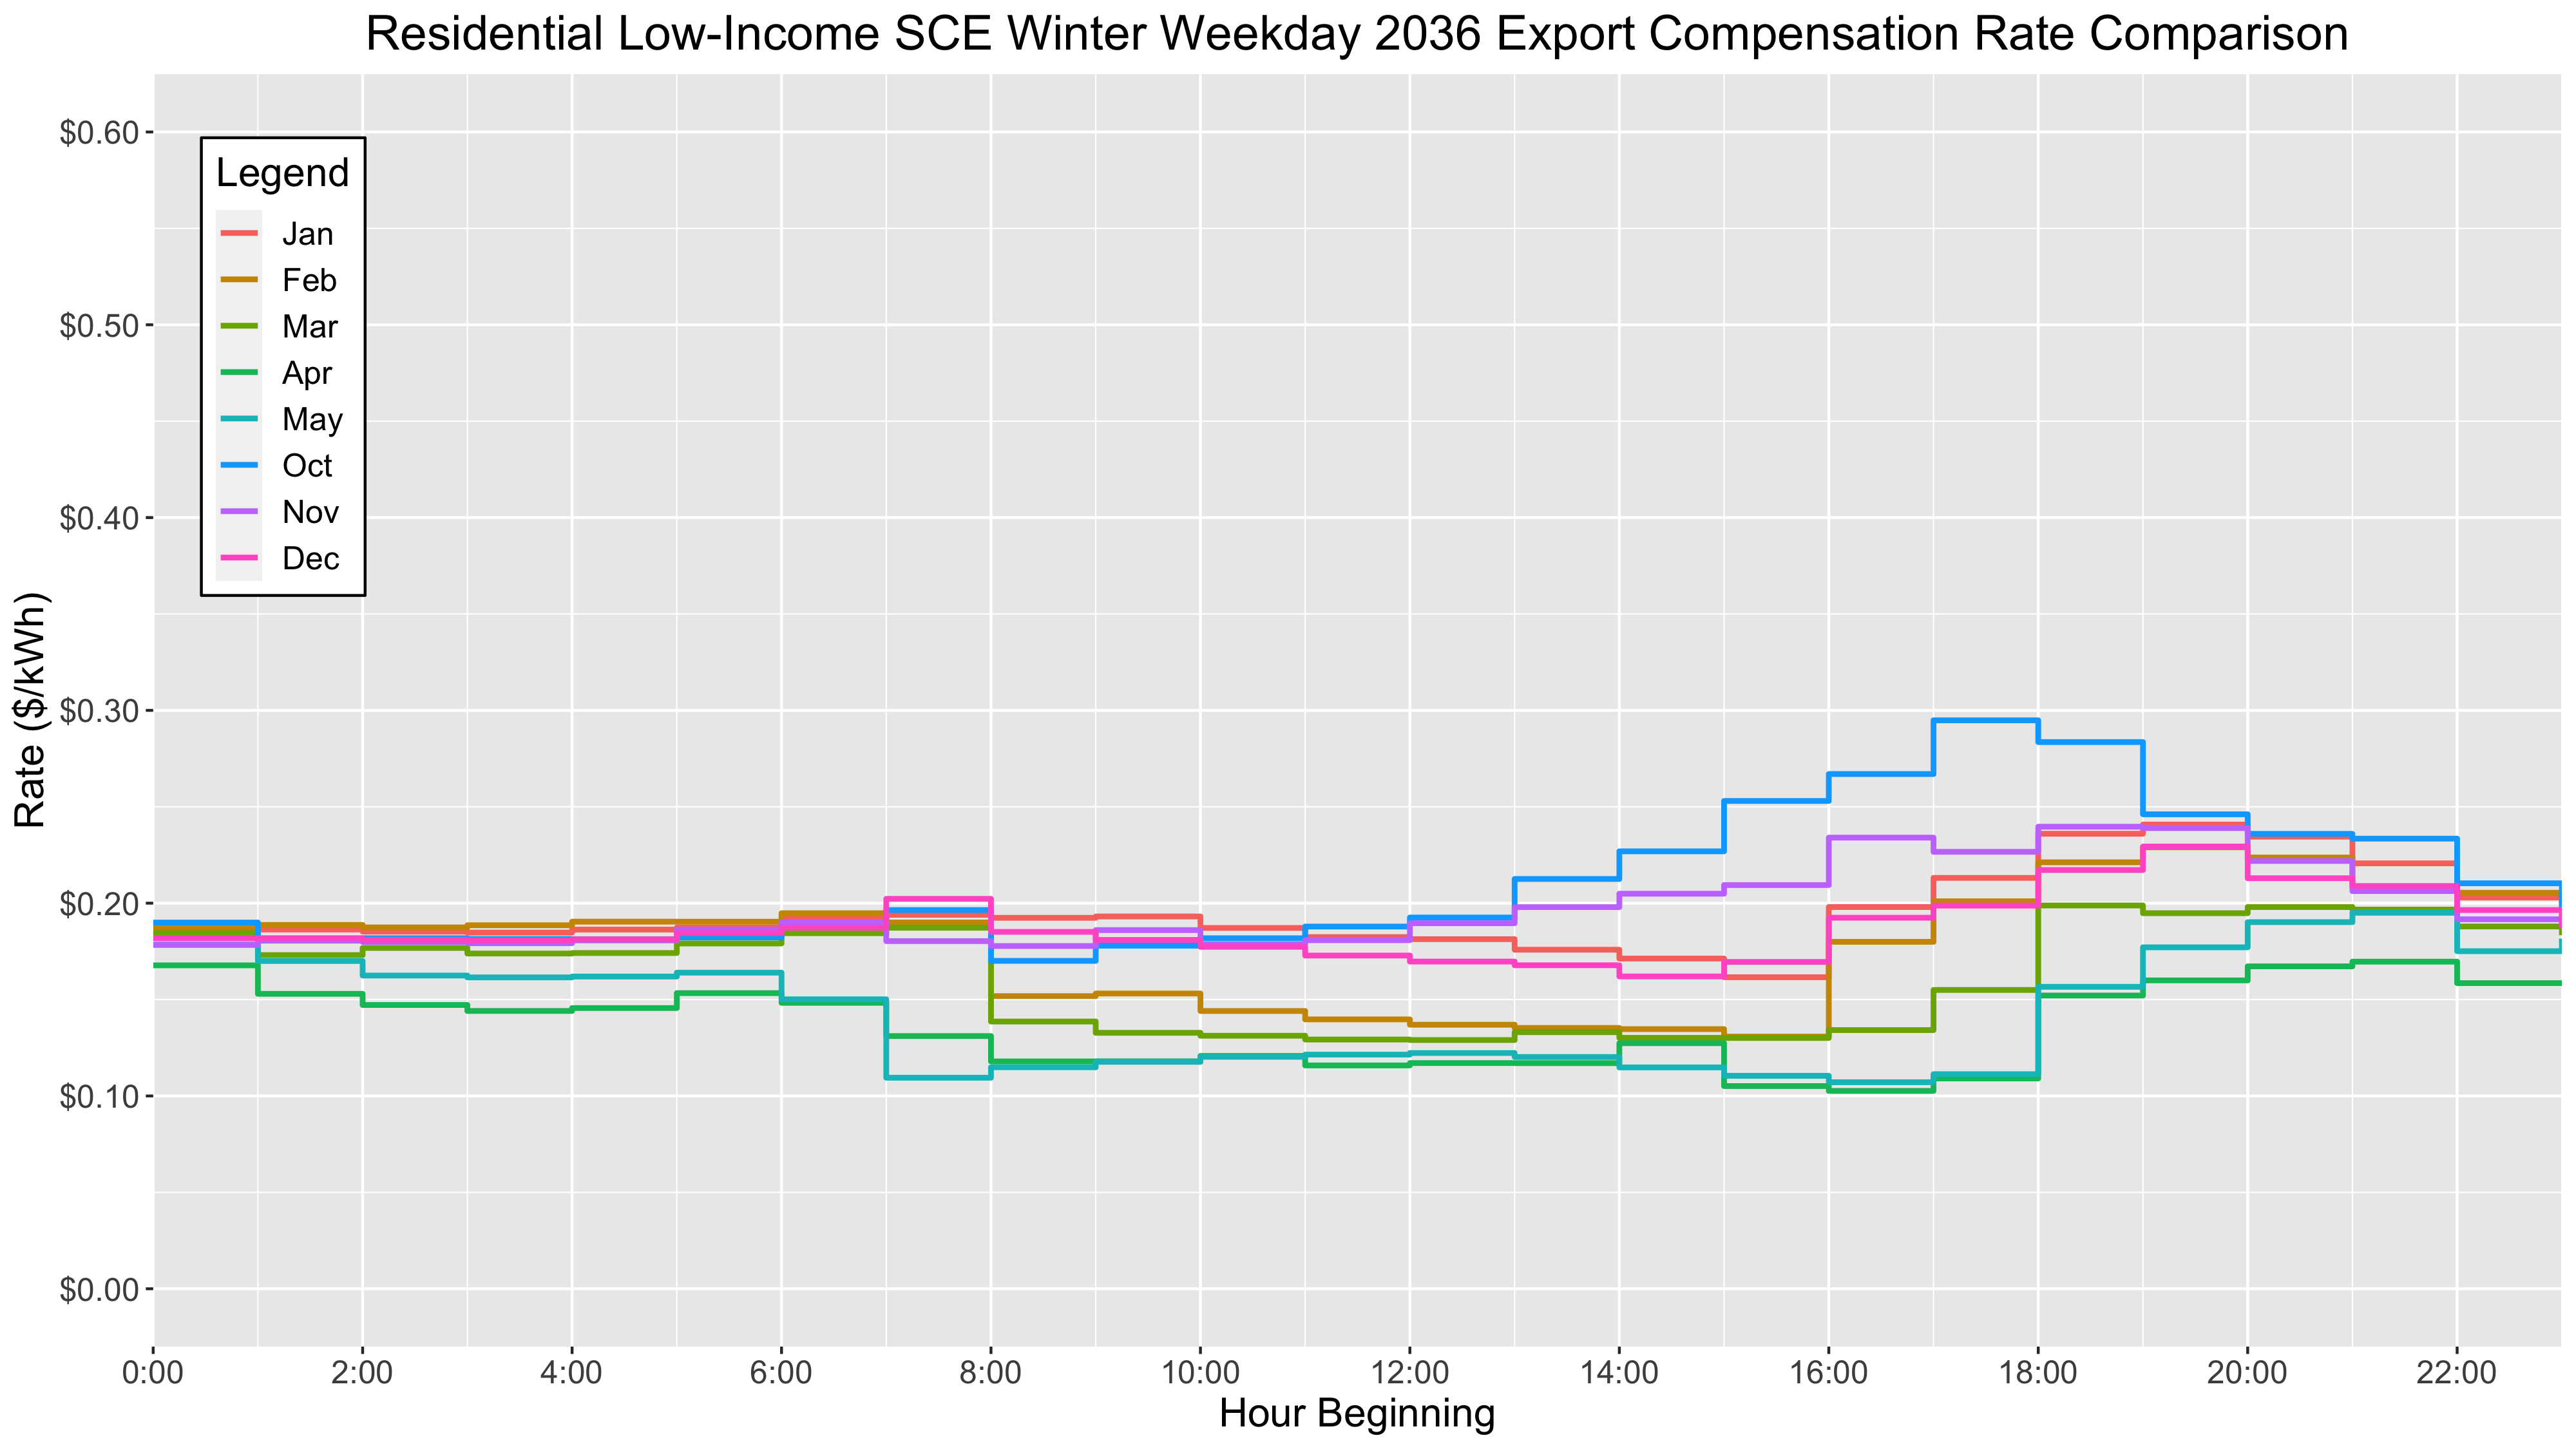 Residential Low-Income SCE Winter Weekday 2036 Export Compensation Rate Comparison
$0.60
$0.50
$0.40
$0.30
$0.20
$0.10
$0.00
Rate ($/kWh)
Legend
Jan
Feb
Mar
Apr
May
Oct
Nov
Dec
0:00 2:00 4:00 6:00 8:00 10:00 12:00 14:00 16:00 18:00 20:00 22:00
Hour Beginning